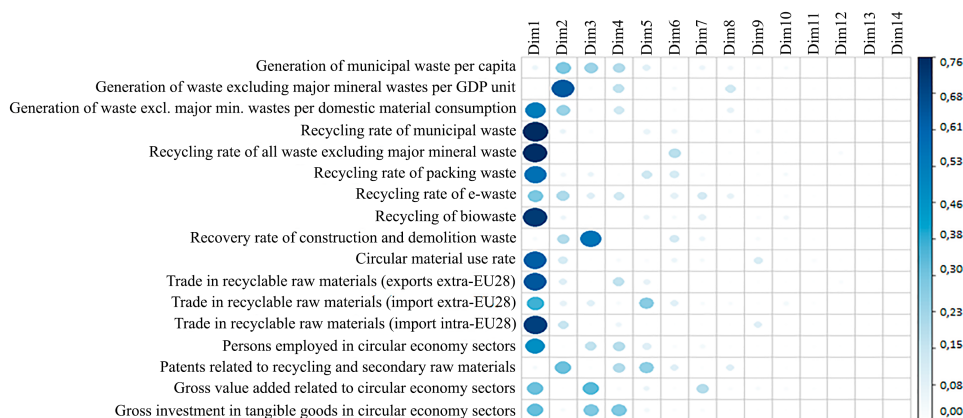 Dim1 Dim2 Dim3 Dim4 Dim5 Dim6 Dim7 Dim8 Dim9 Dim10 Dim11 Dim12 Dim13 Dim14
Generation of municipal waste per capita
Generation of waste excluding major mineral wastes per GDP unit
Generation of waste excl. major min. wastes per domestic material consumption
Recycling rate of municipal waste
Recycling rate of all waste excluding major mineral waste
Recycling rate of packing waste
Recycling rate of e-waste
Recycling of biowaste
Recovery rate of construction and demolition waste
Circular material use rate
Trade in recyclable raw materials (exports extra-EU28)
Trade in recyclable raw materials (import extra-EU28)
Trade in recyclable raw materials (import intra-EU28)
Persons employed in circular economy sectors
Patents related to recycling and secondary raw materials
Gross value added related to circular economy sectors
Gross investment in tangible goods in circular economy sectors
0,76
0,68
0,61
0,53
0,46
0,38
0,30
0,23
0,15
0,08
0,00